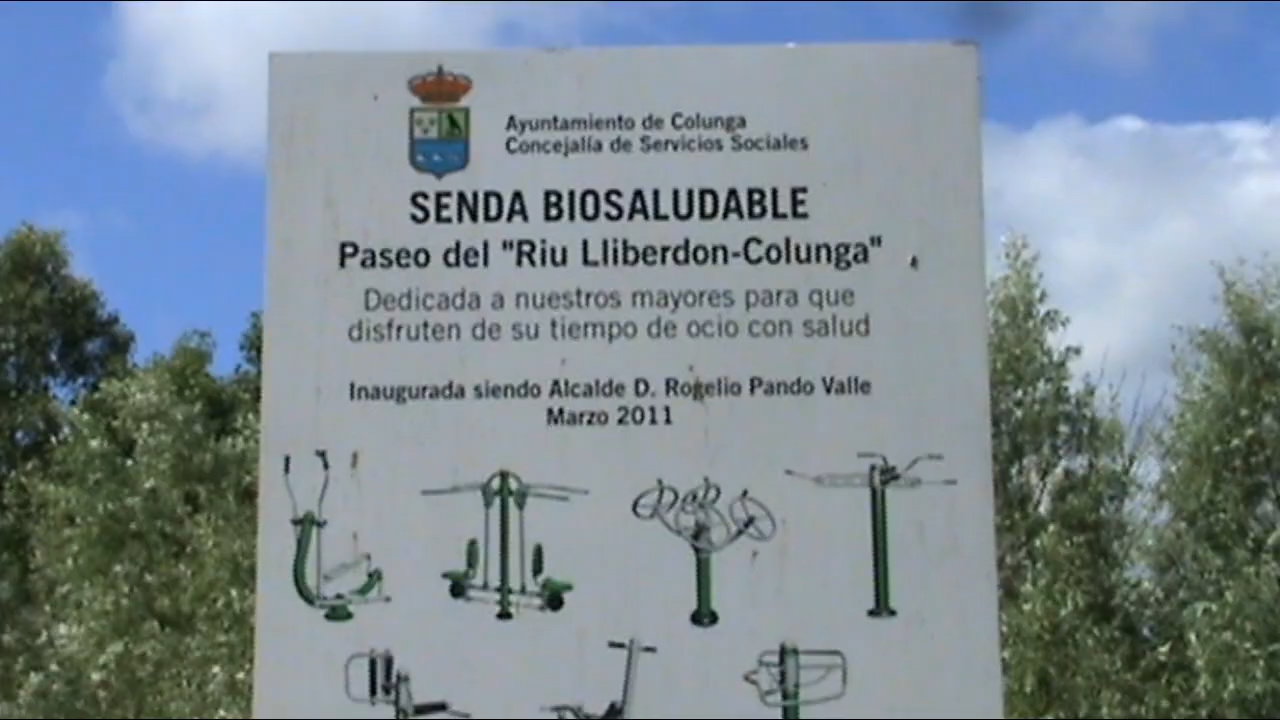 Ayuntamiento de Colunga
Concejalía de Servicios Sociales
SENDA BIOSALUDABLE
Paseo del "Riu Lliberdon-Colunga"
Dedicada a nuestros mayores para que
disfruten de su tiempo de ocio con salud
Inaugurada siendo Alcalde D. Rogelio Pando Valle
Marzo 2011